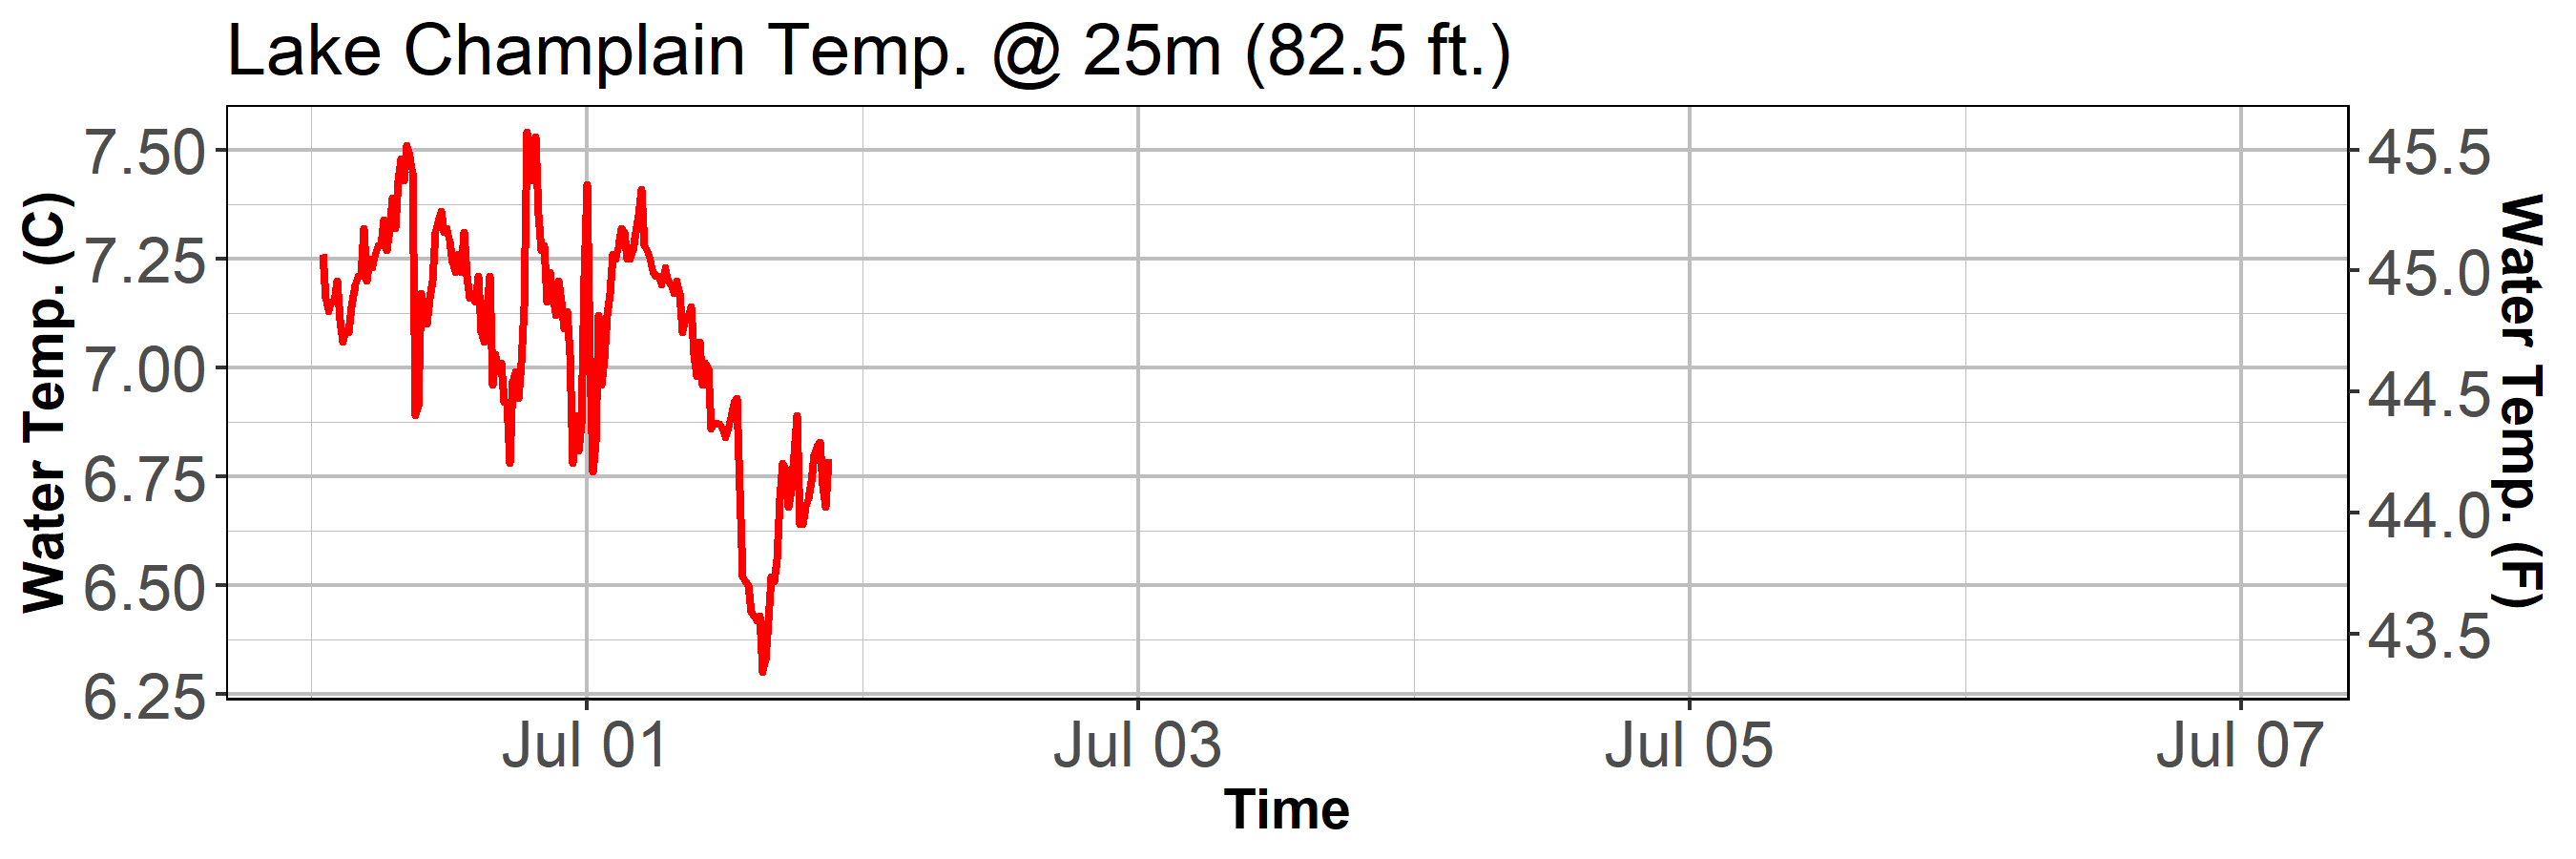 Lake Champlain Temp. @ 25m (82.5 ft.)
Water Temp. (C)
7.50
7.25
7.00
6.75
6.50
6.25
45.5
45.0
44.5
44.0
43.5
Water Temp. (F)
Jul 01 Jul 03 Jul 05 Jul 07
Time